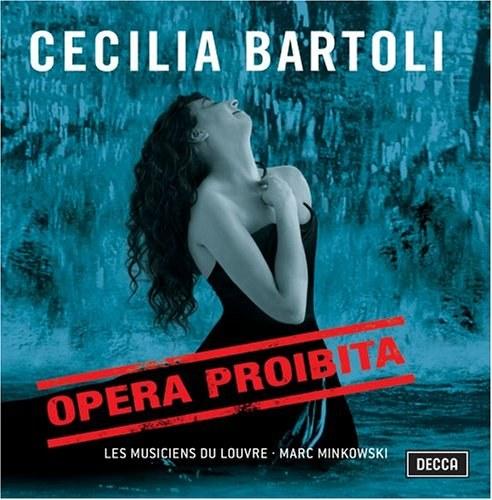 CECILIA BARTOLI
OPERA PROIBITA
LES MUSICIENS DU LOUVRE · MARC MINKOWSKI
DECCA